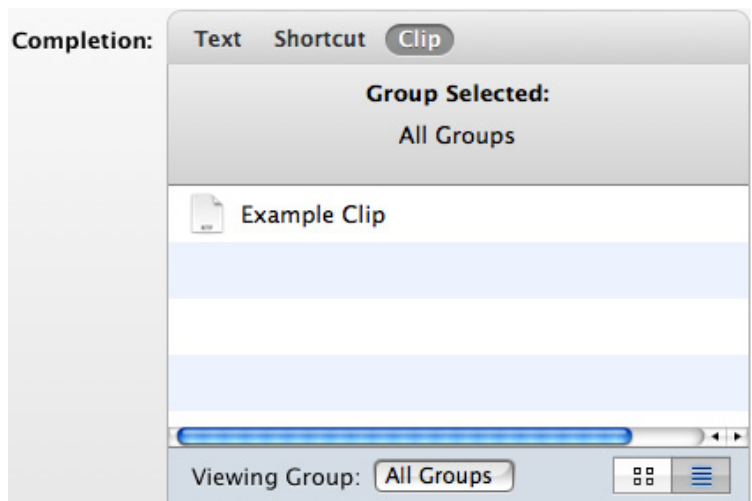 Completion: Text Shortcut Clip
Group Selected:
All Groups
Example Clip
Viewing Group: All Groups